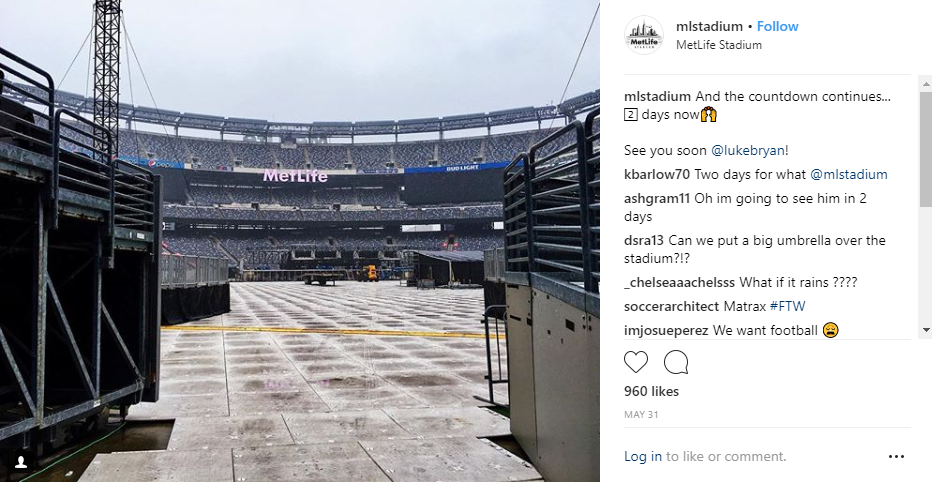 mlstadium • Follow
MetLife Stadium
mlstadium And the countdown continues...
2 days now🙌
See you soon @lukebryan!
kbarlow70 Two days for what @mlstadium
ashgram11 Oh im going to see him in 2
days
dsra13 Can we put a big umbrella over the
stadium?!?
_chelseaaachelsss What if it rains ????
soccerarchitect Matrax #FTW
imjosueperez We want football 😩
960 likes
MAY 31
Log in to like or comment.
MetLife
STADIUM
pepsi
MetLife
BUD LIGHT